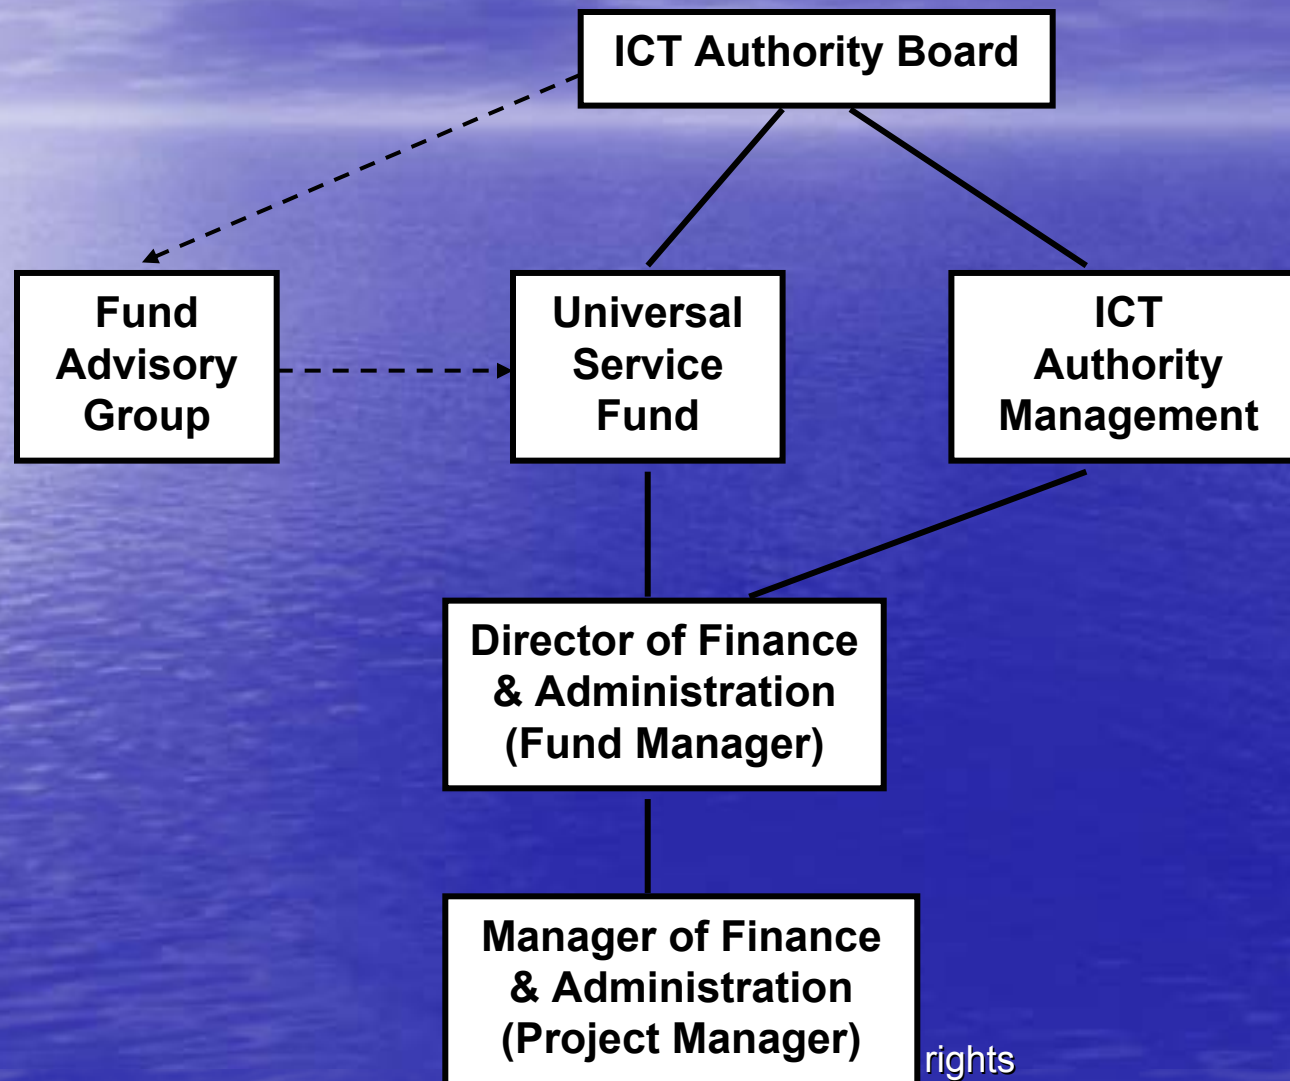 ICT Authority Board
Fund
Advisory
Group
Universal
Service
Fund
ICT
Authority
Management
Director of Finance
& Administration
(Fund Manager)
Manager of Finance
& Administration
(Project Manager)
rights